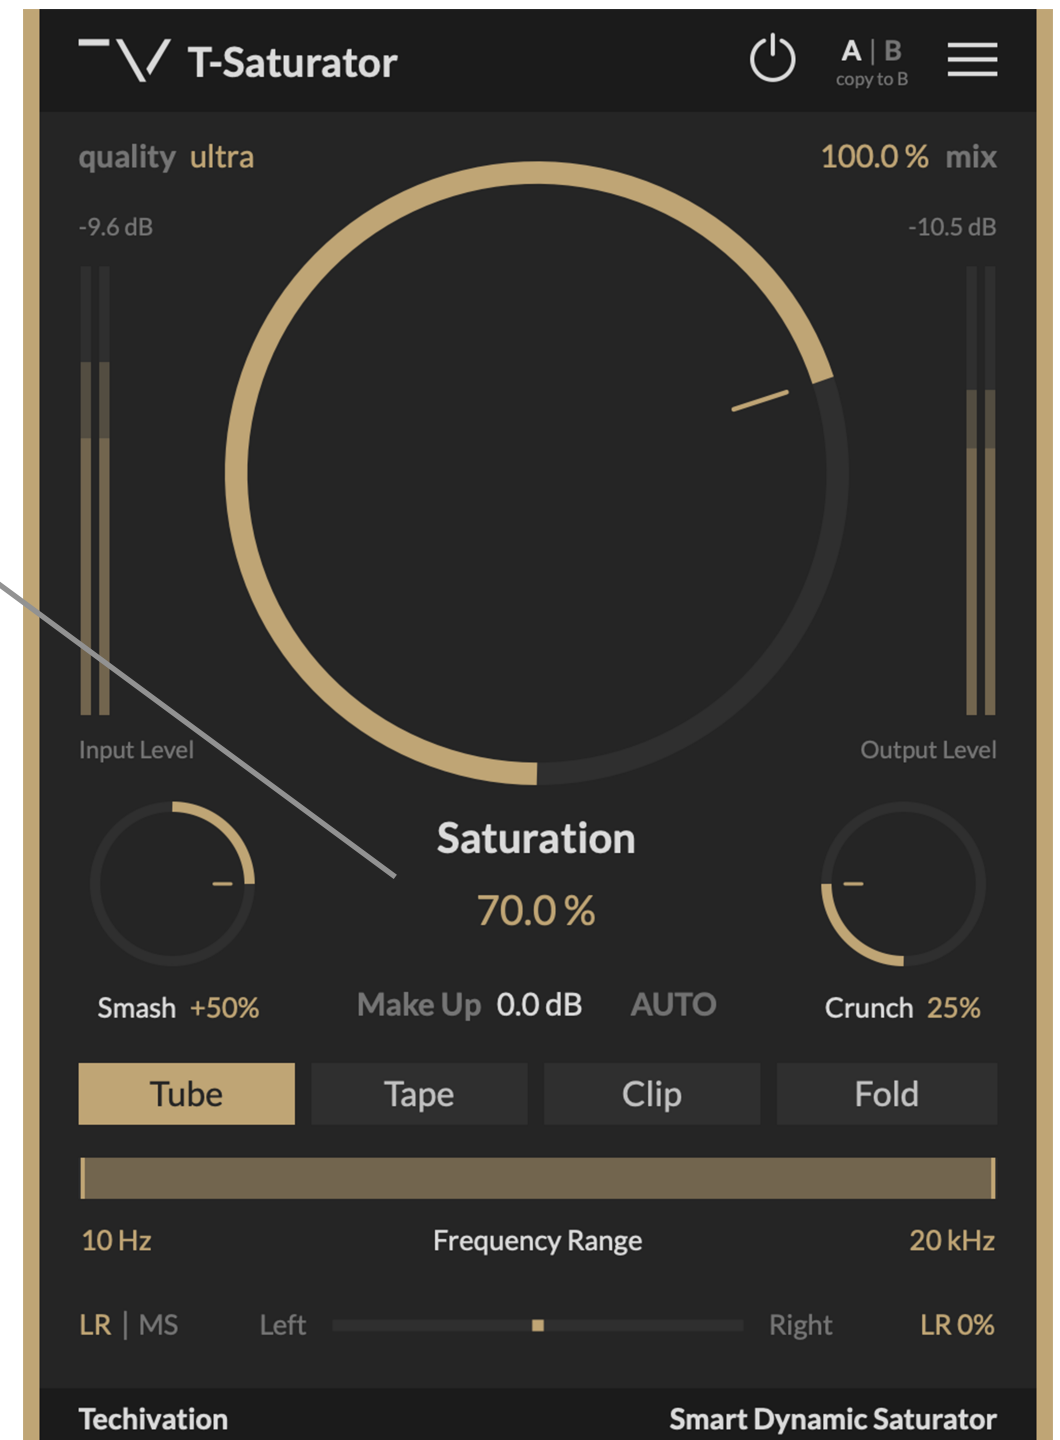 T-Saturator
A | B
copy to B
quality ultra
100.0 % mix
-9.6 dB
-10.5 dB
Input Level
Output Level
Saturation
70.0 %
Smash +50%
Make Up 0.0 dB AUTO
Crunch 25%
Tube
Tape
Clip
Fold
10 Hz
Frequency Range
20 kHz
LR | MS
Left
Right
LR 0%
Techivation
Smart Dynamic Saturator